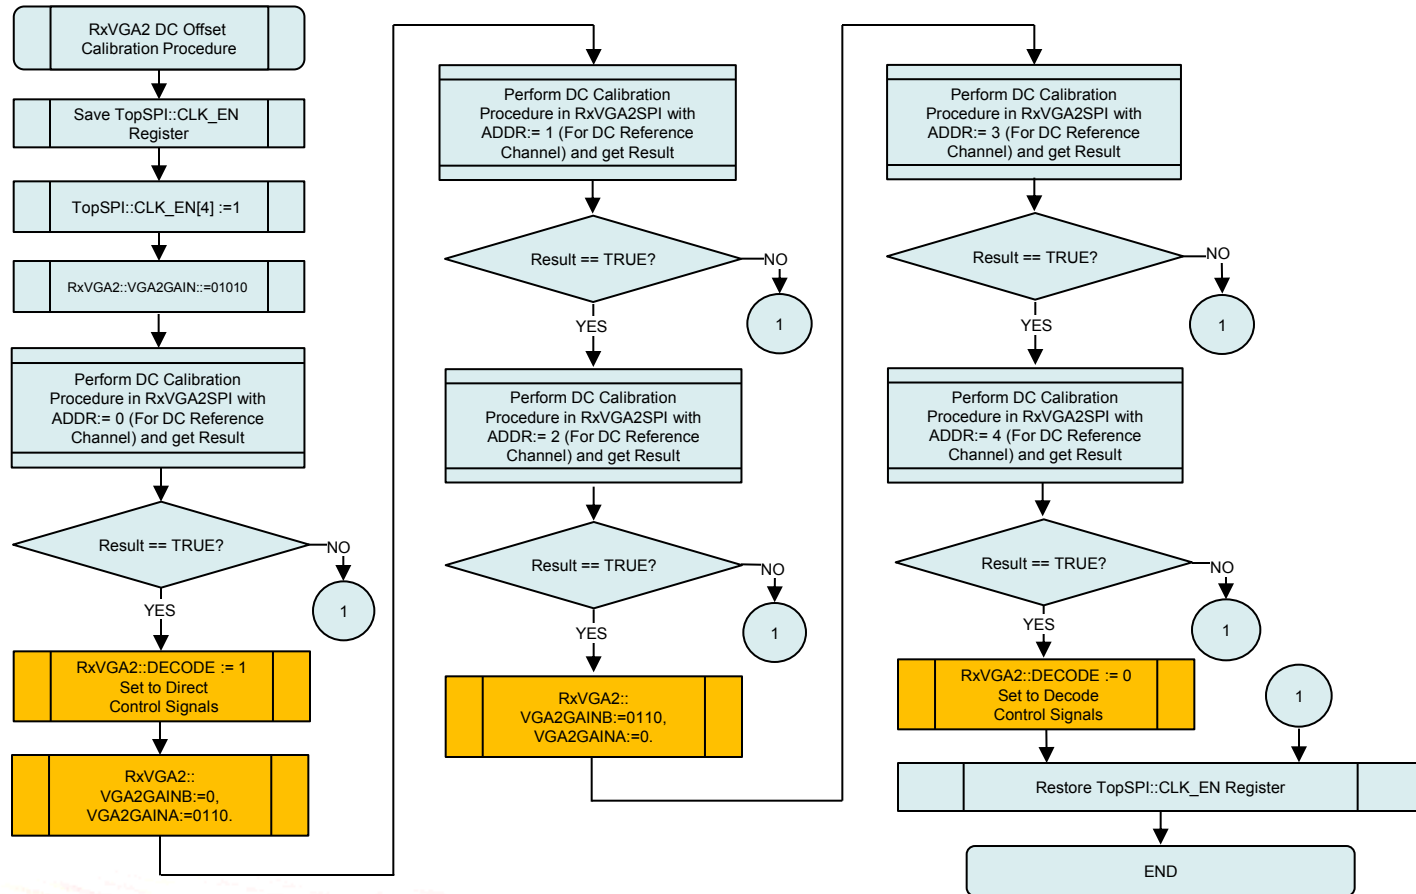 RxVGA2 DC Offset
Calibration Procedure
Save TopSPI::CLK_EN
Register
TopSPI::CLK_EN[4] :=1
RxVGA2::VGA2GAIN::=01010
Perform DC Calibration
Procedure in RxVGA2SPI with
ADDR:= 0 (For DC Reference
Channel) and get Result
Result == TRUE?
NO
1
YES
RxVGA2::DECODE := 1
Set to Direct
Control Signals
RxVGA2::
VGA2GAINB:=0,
VGA2GAINA:=0110.
Perform DC Calibration
Procedure in RxVGA2SPI with
ADDR:= 1 (For DC Reference
Channel) and get Result
Result == TRUE?
NO
1
YES
Perform DC Calibration
Procedure in RxVGA2SPI with
ADDR:= 2 (For DC Reference
Channel) and get Result
Result == TRUE?
NO
1
YES
RxVGA2::
VGA2GAINB:=0110,
VGA2GAINA:=0.
Perform DC Calibration
Procedure in RxVGA2SPI with
ADDR:= 3 (For DC Reference
Channel) and get Result
Result == TRUE?
NO
1
YES
Perform DC Calibration
Procedure in RxVGA2SPI with
ADDR:= 4 (For DC Reference
Channel) and get Result
Result == TRUE?
NO
1
YES
RxVGA2::DECODE := 0
Set to Decode
Control Signals
1
Restore TopSPI::CLK_EN Register
END